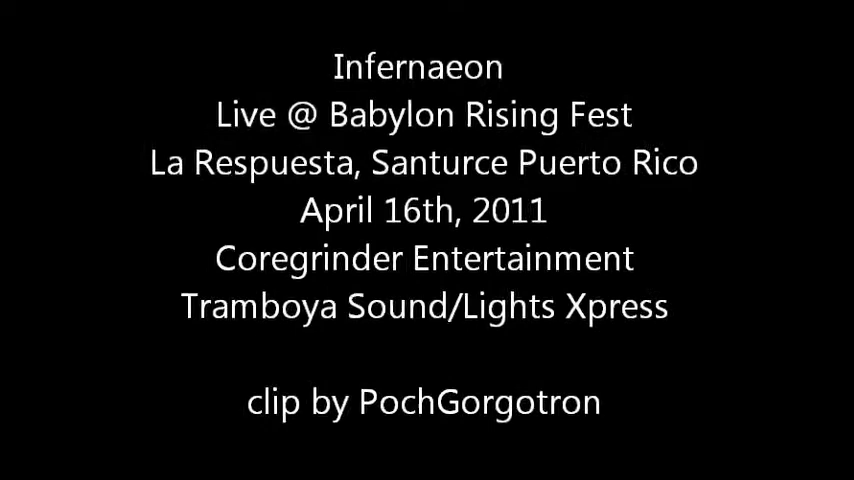 Infernaeon
Live @ Babylon Rising Fest
La Respuesta, Santurce Puerto Rico
April 16th, 2011
Coregrinder Entertainment
Tramboya Sound/Lights Xpress
clip by PochGorgotron